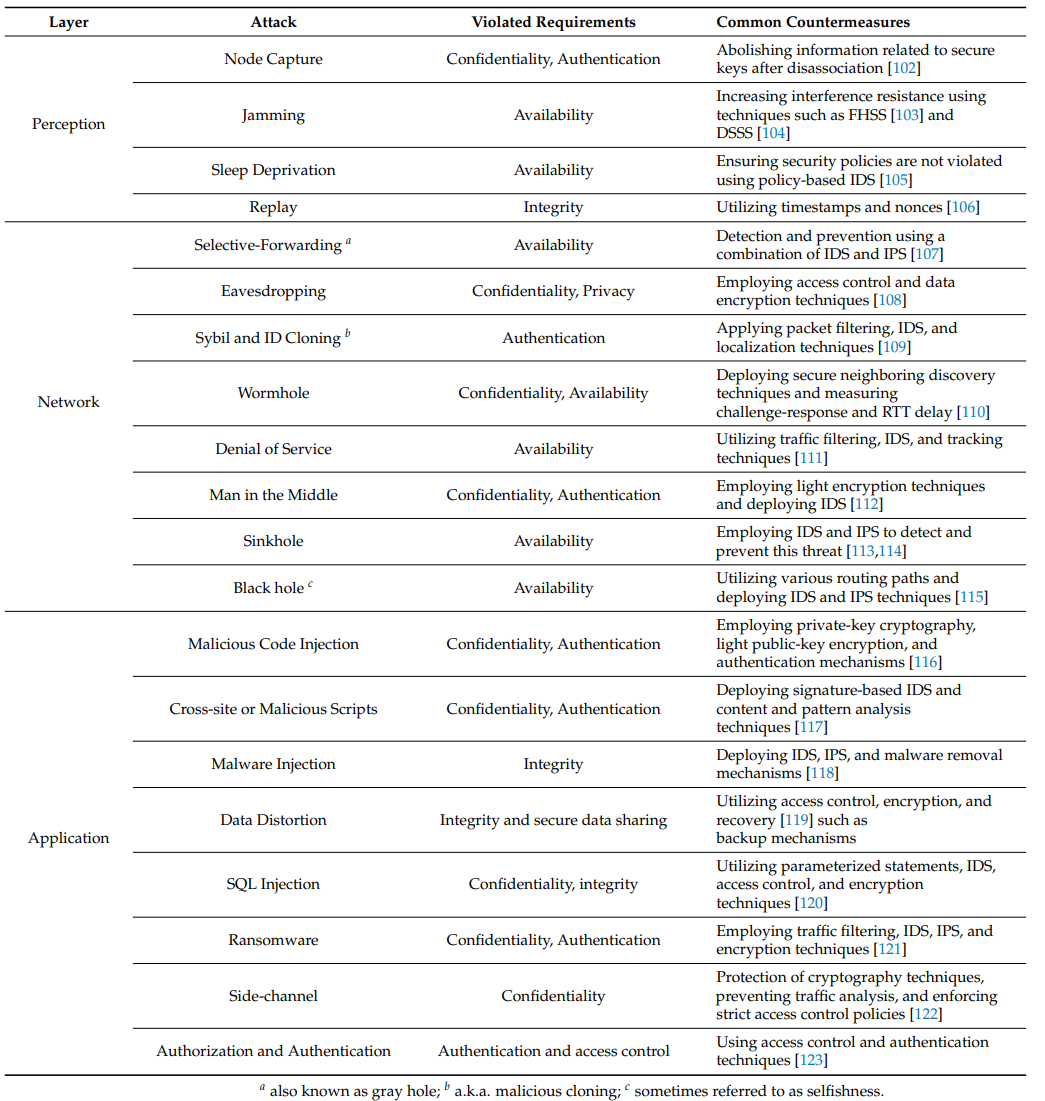 Layer Attack Violated Requirements Common Countermeasures
Perception
Node Capture Confidentiality, Authentication Abolishing information related to secure
keys after disassociation [102]
Jamming Availability Increasing interference resistance using
techniques such as FHSS [103] and
DSSS [104]
Sleep Deprivation Availability Ensuring security policies are not violated
using policy-based IDS [105]
Replay Integrity Utilizing timestamps and nonces [106]
Network
Selective-Forwarding a Availability Detection and prevention using a
combination of IDS and IPS [107]
Eavesdropping Confidentiality, Privacy Employing access control and data
encryption techniques [108]
Sybil and ID Cloning b Authentication Applying packet filtering, IDS, and
localization techniques [109]
Wormhole Confidentiality, Availability Deploying secure neighboring discovery
techniques and measuring
challenge-response and RTT delay [110]
Denial of Service Availability Utilizing traffic filtering, IDS, and tracking
techniques [111]
Man in the Middle Confidentiality, Authentication Employing light encryption techniques
and deploying IDS [112]
Sinkhole Availability Employing IDS and IPS to detect and
prevent this threat [113,114]
Black hole c Availability Utilizing various routing paths and
deploying IDS and IPS techniques [115]
Application
Malicious Code Injection Confidentiality, Authentication Employing private-key cryptography,
light public-key encryption, and
authentication mechanisms [116]
Cross-site or Malicious Scripts Confidentiality, Authentication Deploying signature-based IDS and
content and pattern analysis
techniques [117]
Malware Injection Integrity Deploying IDS, IPS, and malware removal
mechanisms [118]
Data Distortion Integrity and secure data sharing Utilizing access control, encryption, and
recovery [119] such as
backup mechanisms
SQL Injection Confidentiality, integrity Utilizing parameterized statements, IDS,
access control, and encryption
techniques [120]
Ransomware Confidentiality, Authentication Employing traffic filtering, IDS, IPS, and
encryption techniques [121]
Side-channel Confidentiality Protection of cryptography techniques,
preventing traffic analysis, and enforcing
strict access control policies [122]
Authorization and Authentication Authentication and access control Using access control and authentication
techniques [123]
a also known as gray hole; b a.k.a. malicious cloning; c sometimes referred to as selfishness.